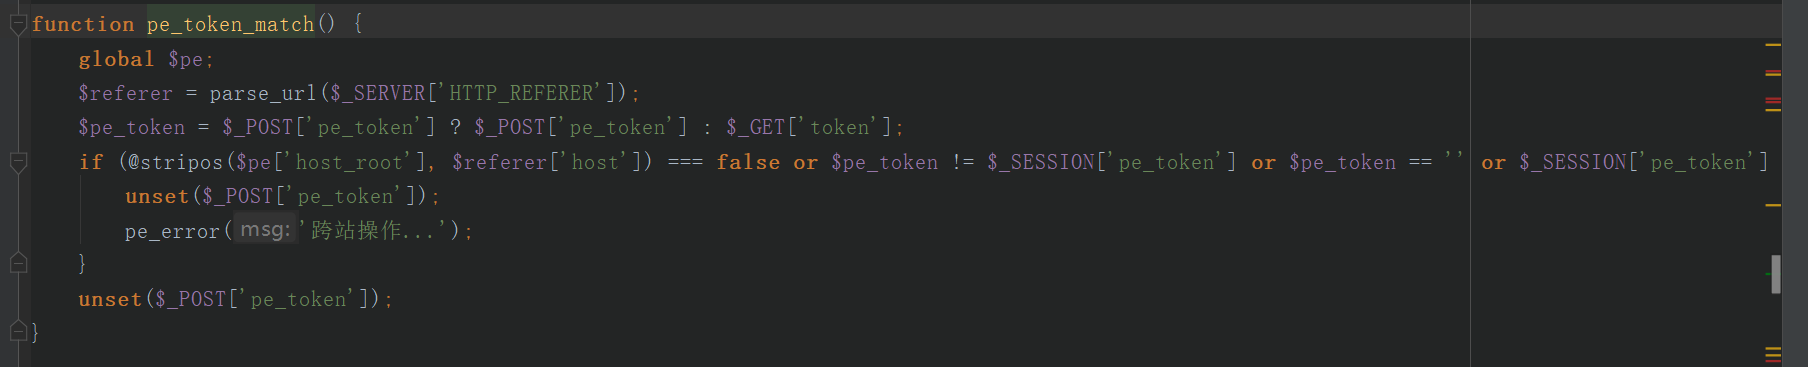 function pe_token_match() {
global $pe;
$referer = parse_url($_SERVER['HTTP_REFERER']);
$pe_token = $_POST['pe_token'] ? $_POST['pe_token'] : $_GET['token'];
if (@stripos($pe['host_root'], $referer['host']) === false or $pe_token != $_SESSION['pe_token'] or $pe_token == '' or $_SESSION['pe_token']
unset($_POST['pe_token']);
pe_error( msg: '跨站操作...');
}
unset($_POST['pe_token']);
}